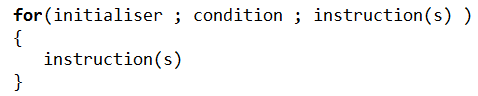 for(initialiser ; condition ; instruction(s) )
{
instruction(s)
}